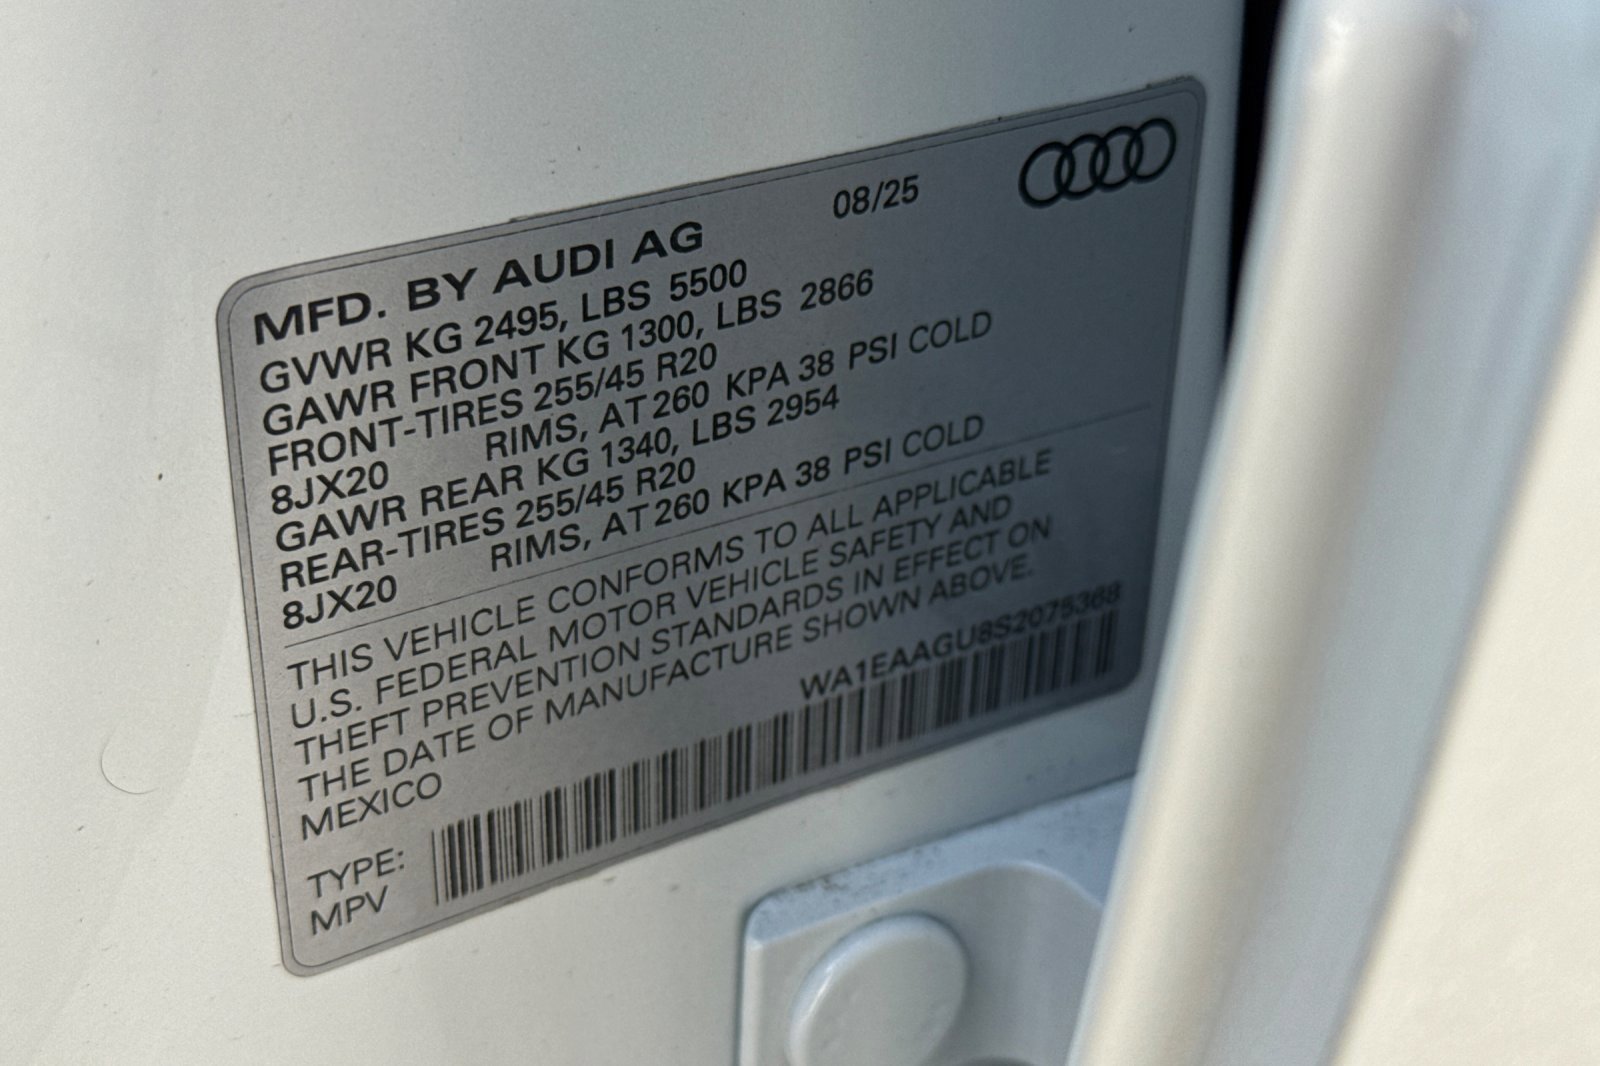 08/25
MFD. BY AUDI AG
GVWR KG 2495, LBS 5500
GAWR FRONT KG 1300, LBS 2866
FRONT-TIRES 255/45 R20
8JX20 RIMS, AT 260 KPA 38 PSI COLD
GAWR REAR KG 1340, LBS 2954
REAR-TIRES 255/45 R20
8JX20 RIMS, AT 260 KPA 38 PSI COLD
THIS VEHICLE CONFORMS TO ALL APPLICABLE
U.S. FEDERAL MOTOR VEHICLE SAFETY AND
THEFT PREVENTION STANDARDS IN EFFECT ON
THE DATE OF MANUFACTURE SHOWN ABOVE.
MEXICO
WA1EAAGU8S2075368
TYPE:
MPV